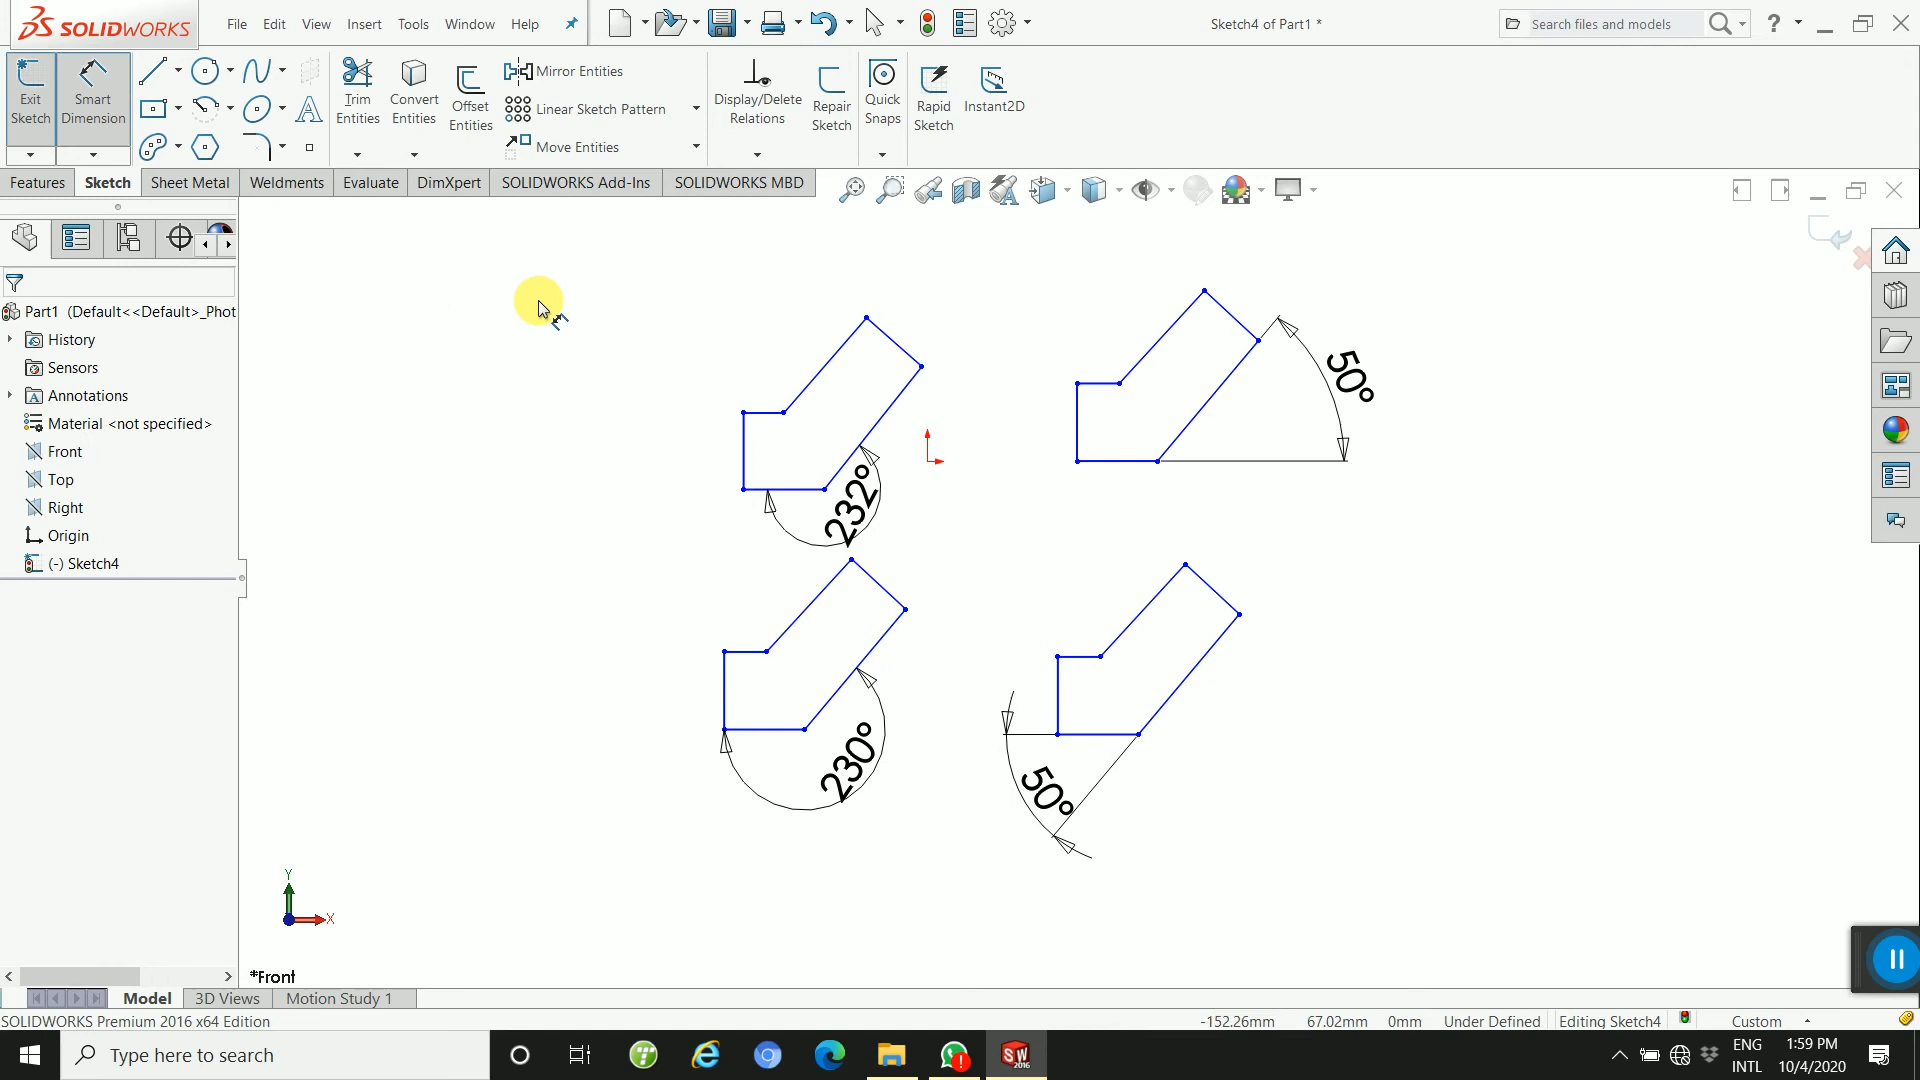 SOLIDWORKS
File Edit View Insert Tools Window Help
Sketch4 of Part1 *
Search files and models
?
Exit Sketch
Smart Dimension
Trim Entities
Convert Entities
Offset Entities
Mirror Entities
Linear Sketch Pattern
Move Entities
Display/Delete Relations
Repair Sketch
Quick Snaps
Rapid Sketch
Instant2D
Features Sketch Sheet Metal Weldments Evaluate DimXpert SOLIDWORKS Add-Ins SOLIDWORKS MBD
Part1 (Default<<Default>_Phot
History
Sensors
Annotations
Material <not specified>
Front
Top
Right
Origin
(-) Sketch4
232°
50°
230°
50°
Y
X
*Front
Model 3D Views Motion Study 1
SOLIDWORKS Premium 2016 x64 Edition
-152.26mm 67.02mm 0mm Under Defined Editing Sketch4 Custom
Type here to search
SW
2016
ENG
INTL
1:59 PM
10/4/2020